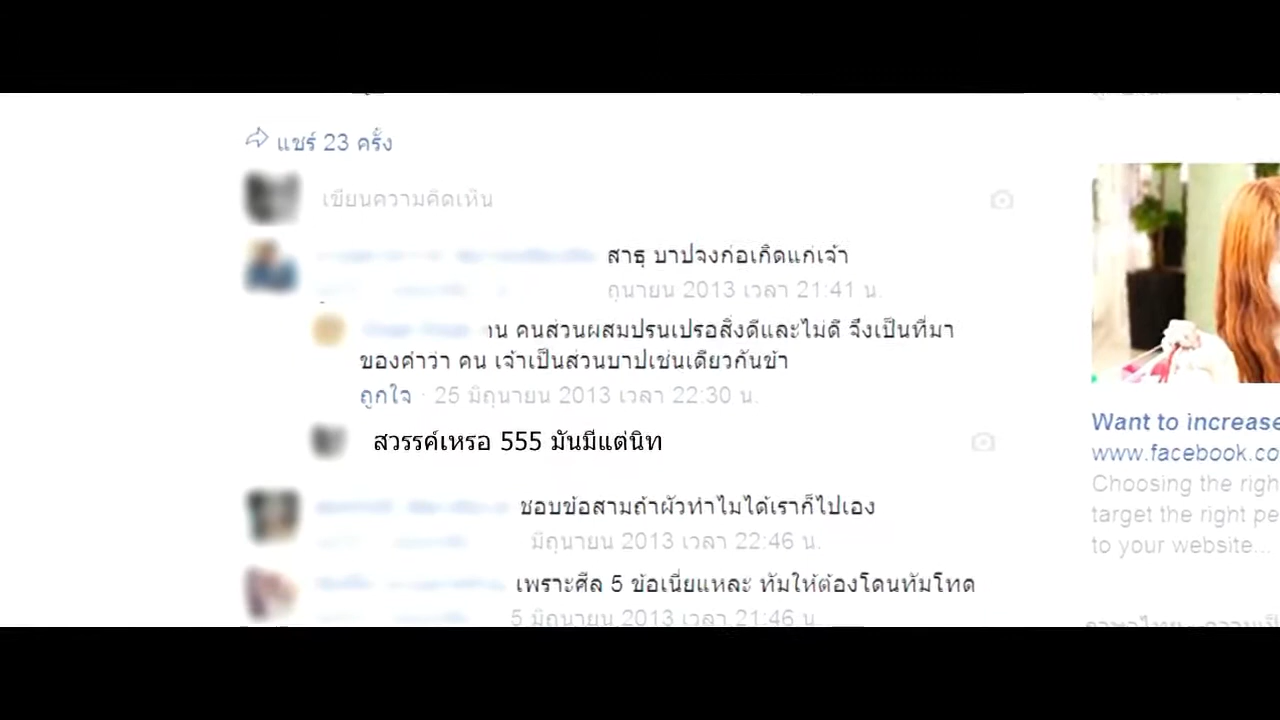 แชร์ 23 ครั้ง
เขียนความคิดเห็น
สาธุ บาปจงก่อเกิดแก่เจ้า
ถุนายน 2013 เวลา 21:41 น.
คนส่วนผสมปรนเปรอสิ่งดีและไม่ดี จึงเป็นที่มา
ของคำว่า คน เจ้าเป็นส่วนบาปเช่นเดียวกันข้า
ถูกใจ · 25 มิถุนายน 2013 เวลา 22:30 น.
สวรรค์เหรอ 555 มันมีแต่นิท
ชอบข้อสามถ้าผัวทำไมได้เราก็ไปเอง
มิถุนายน 2013 เวลา 22:46 น.
เพราะศีล 5 ข้อเนี่ยแหละ ทัมให้ต้องโดนทัมโทด
5 มิถุนายน 2013 เวลา 21:46 น.
Want to increase
www.facebook.co
Choosing the righ
target the right pe
to your website...